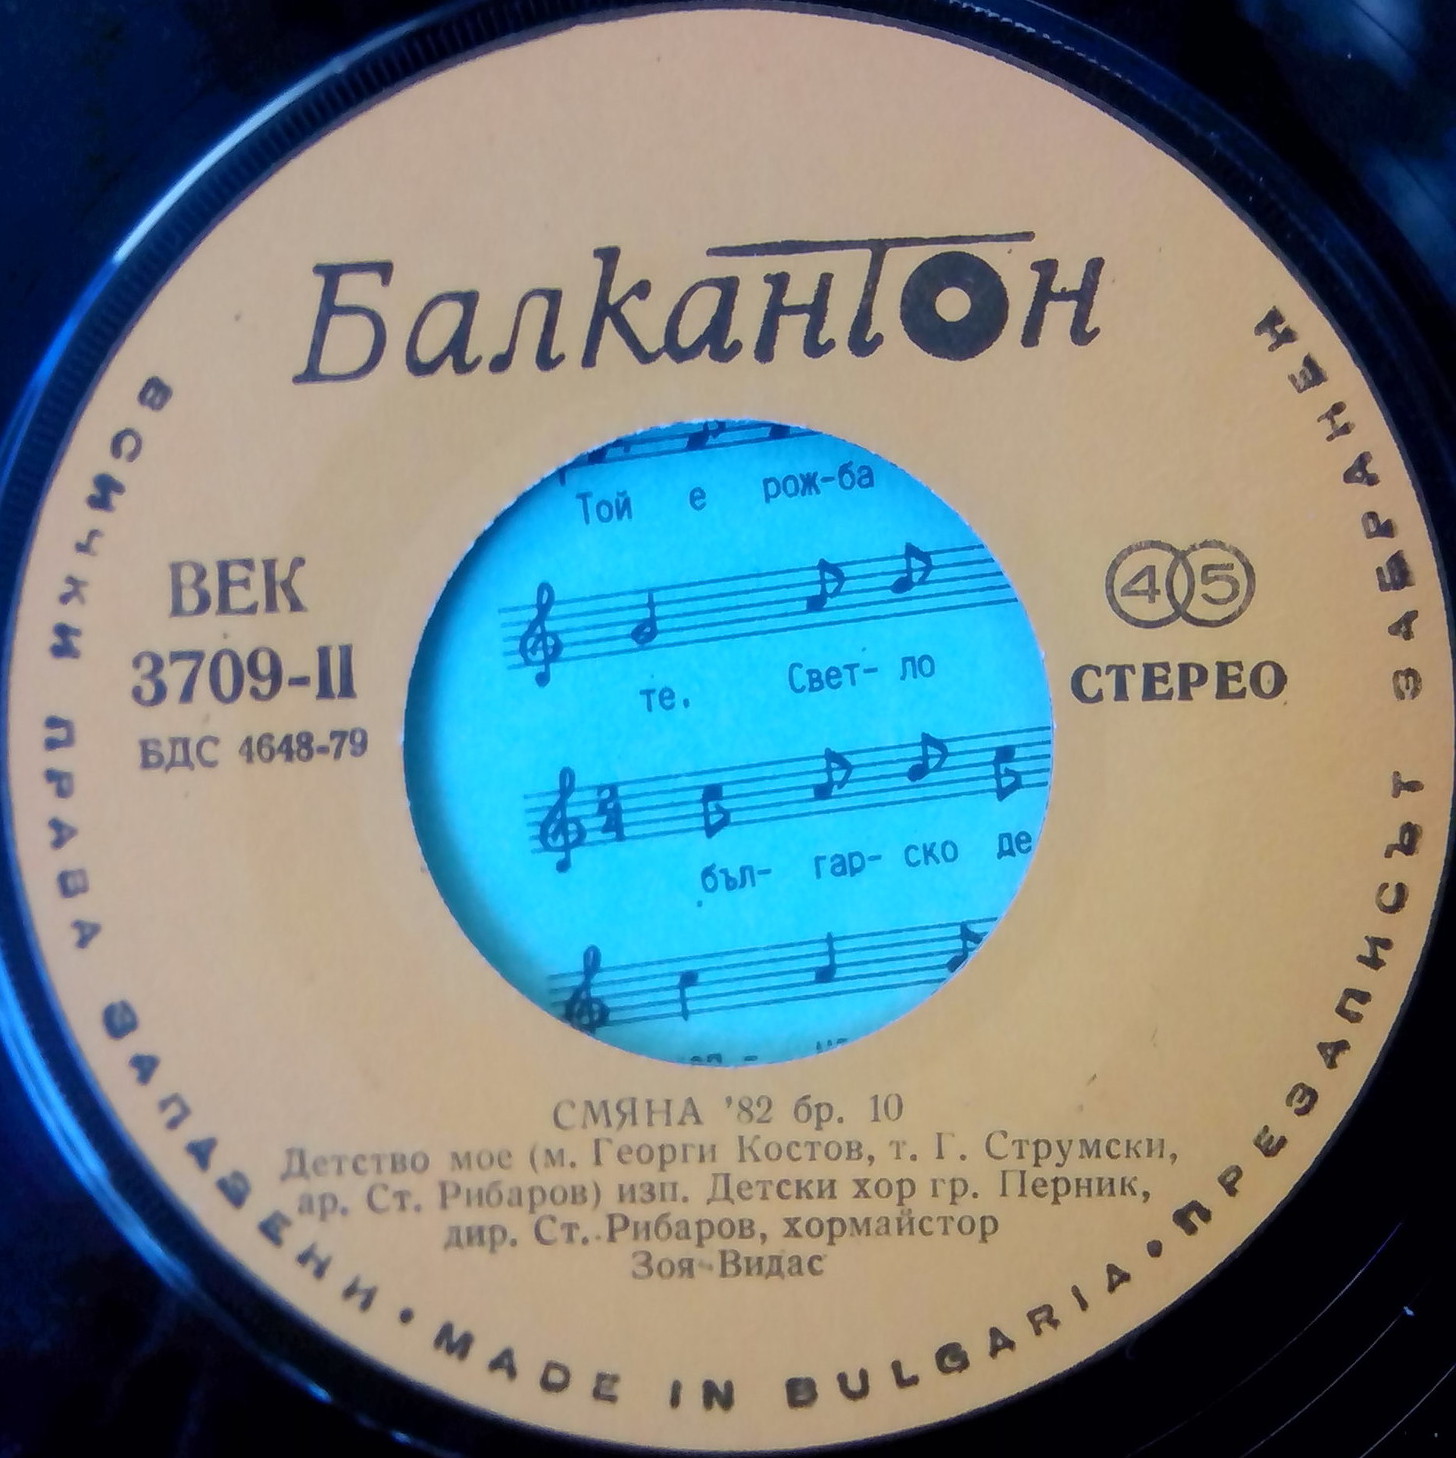 Балкантон
ВСИЧКИ ПРАВА ЗАПАЗЕНИ • MADE IN BULGARIA • ПРЕЗАПИСЪТ ЗАБРАНЕН
ВЕК
3709-II
БДС 4648-79
45
СТЕРЕО
Той е рож-ба
те. Свет- ло
бъл- гар- ско де
СМЯНА '82 бр. 10
Детство мое (м. Георги Костов, т. Г. Струмски,
ар. Ст. Рибаров) изп. Детски хор гр. Перник,
дир. Ст. Рибаров, хормайстор
Зоя Видас